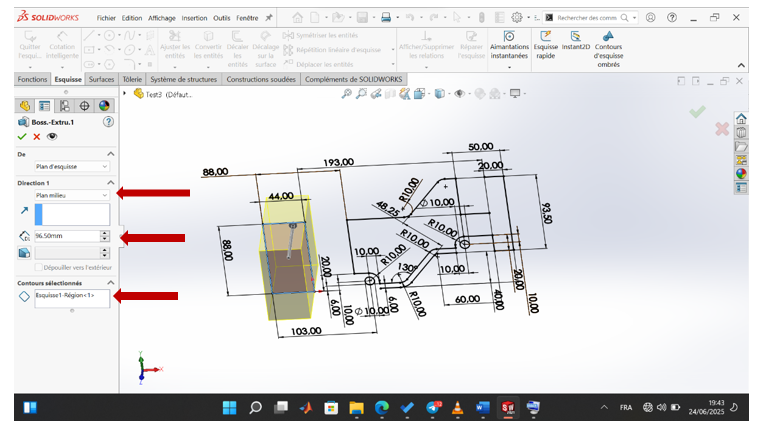 SOLIDWORKS Fichier Edition Affichage Insertion Outils Fenêtre Rechercher des comm
Quitter l'esqui... Cotation intelligente Ajuster les entités Convertir les entités Décaler les entités Décalage sur la surface Symétriser les entités Répétition linéaire d'esquisse Déplacer les entités Afficher/Supprimer les relations Réparer l'esquisse Aimantations instantanées Esquisse rapide Instant2D Contours d'esquisse ombrés
Fonctions Esquisse Surfaces Tôlerie Système de structures Constructions soudées Compléments de SOLIDWORKS
Test3 (Défaut...
Boss.-Extru.1
De
Plan d'esquisse
Direction 1
Plan milieu
D1
96.50mm
Dépouiller vers l'extérieur
Contours sélectionnés
Esquisse1-Région<1>
50,00
193,00
20,00
88,00
44,00
R10,00
48,25
∅10,00
93,50
R10,00
R10,00
88,00
10,00
R10,00
130°
10,00
20,00
6,00
10,00
∅10,00
6,00
R10,00
60,00
40,00
20,00
10,00
103,00
Y
X
Z
FRA
19:43
24/06/2025